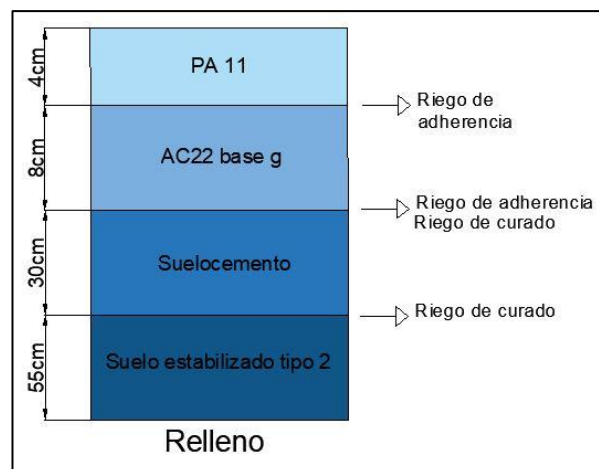 4cm
PA 11
Riego de
adherencia
8cm
AC22 base g
Riego de adherencia
Riego de curado
30cm
Suelocemento
Riego de curado
55cm
Suelo estabilizado tipo 2
Relleno